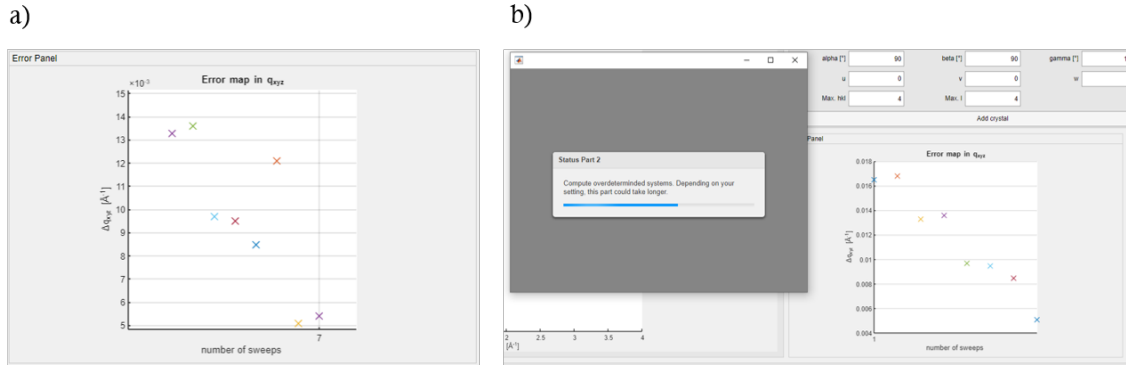 a)
Error Panel
×10⁻³
Error map in qxyz
15
14
13
12
11
10
9
8
7
6
5
Δqxyz [Å⁻¹]
7
number of sweeps
b)
alpha [°] 90 beta [°] 90 gamma [°]
u 0 v 0 w
Max. hkl 4 Max. l 4
Add crystal
Status Part 2
Compute overdeterminded systems. Depending on your
setting, this part could take longer.
Panel
Error map in qxyz
0.018
0.016
0.014
0.012
0.01
0.008
0.006
0.004
Δqxyz [Å⁻¹]
1
number of sweeps
2 2.5 3 3.5 4
[Å⁻¹]